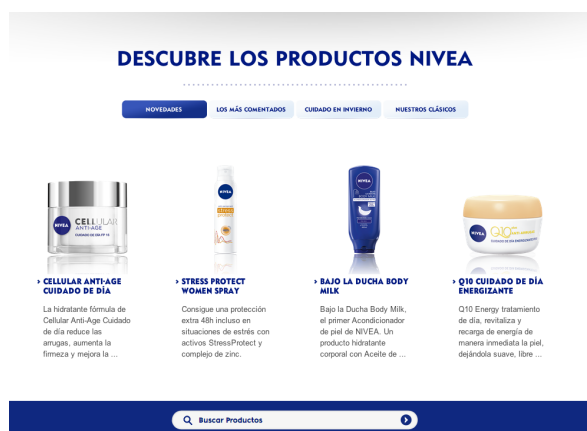 DESCUBRE LOS PRODUCTOS NIVEA
NOVEDADES
LOS MÁS COMENTADOS
CUIDADO EN INVIERNO
NUESTROS CLÁSICOS
NIVEA
CELLULAR
ANTI-AGE
NIVEA
NIVEA
NIVEA
Q10
› CELLULAR ANTI-AGE
CUIDADO DE DÍA
La hidratante fórmula de
Cellular Anti-Age Cuidado
de día reduce las
arrugas, aumenta la
firmeza y mejora la ...
› STRESS PROTECT
WOMEN SPRAY
Consigue una protección
extra 48h incluso en
situaciones de estrés con
activos StressProtect y
complejo de zinc.
› BAJO LA DUCHA BODY
MILK
Bajo la Ducha Body Milk,
el primer Acondicionador
de piel de NIVEA. Un
producto hidratante
corporal con Aceite de ...
› Q10 CUIDADO DE DÍA
ENERGIZANTE
Q10 Energy tratamiento
de día, revitaliza y
recarga de energía de
manera inmediata la piel,
dejándola suave, libre ...
Buscar Productos